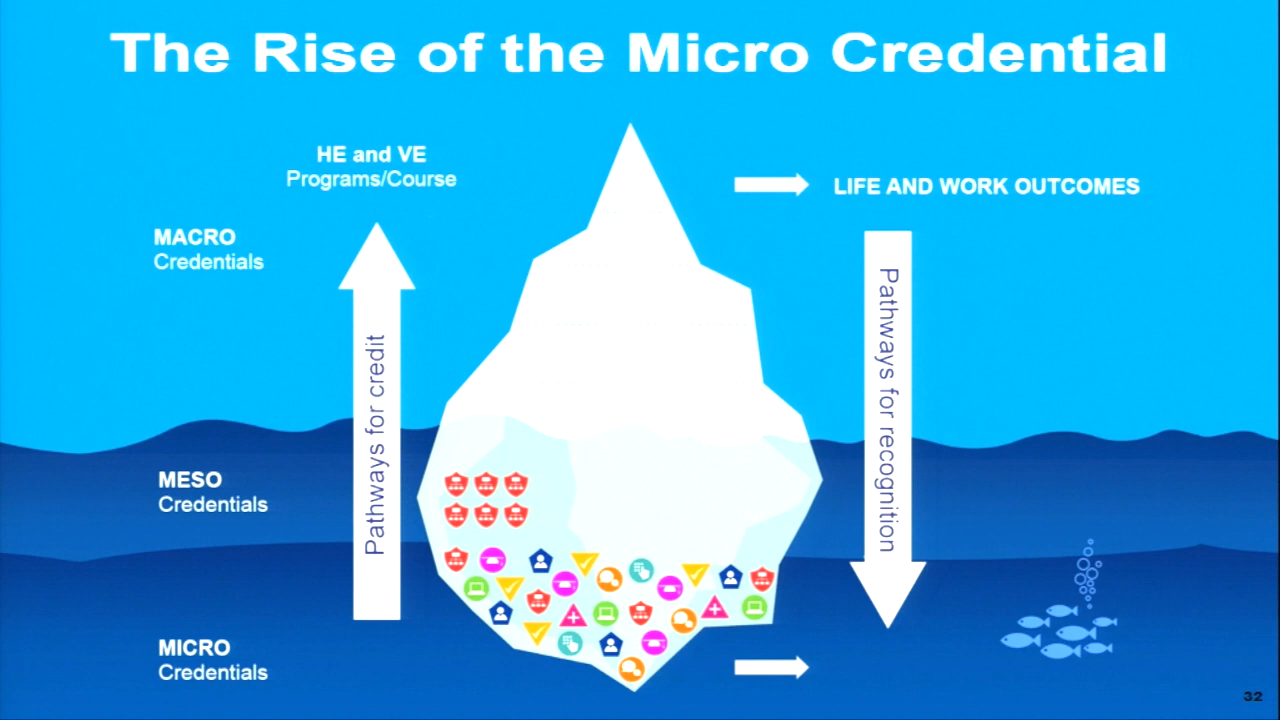 The Rise of the Micro Credential
HE and VE
Programs/Course
LIFE AND WORK OUTCOMES
MACRO
Credentials
Pathways for credit
Pathways for recognition
MESO
Credentials
MICRO
Credentials
32